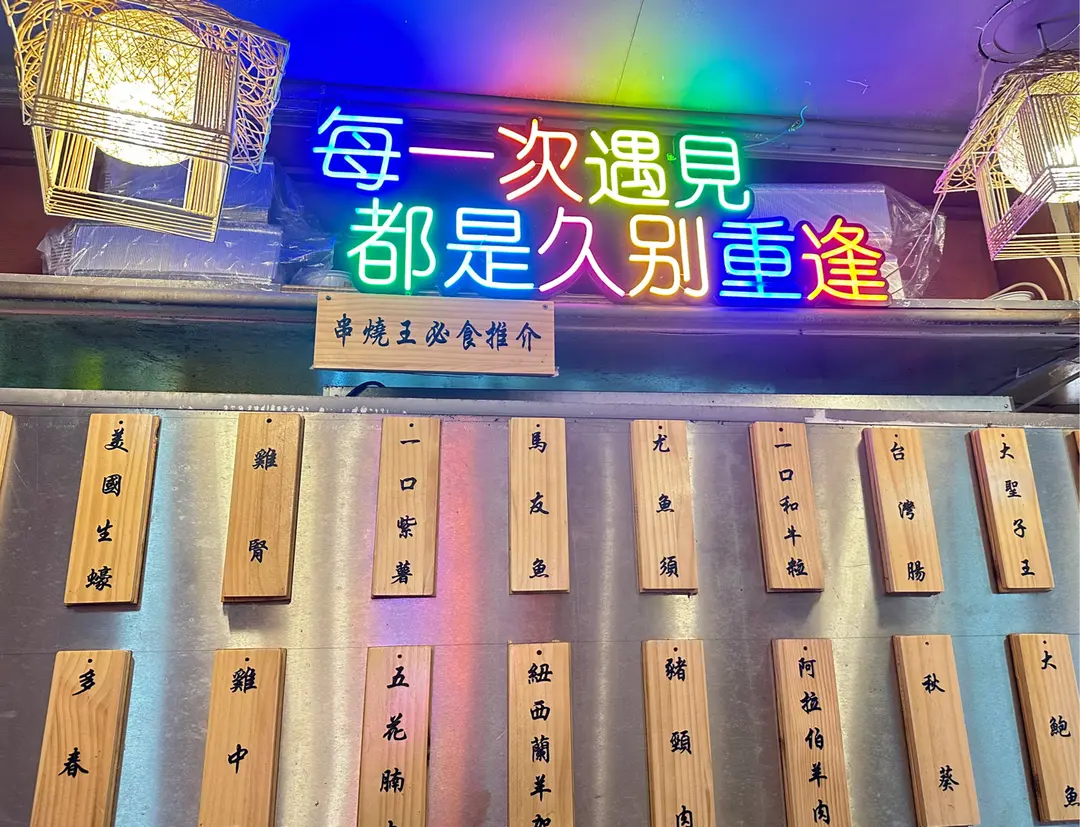 每一次遇見
都是久别重逢
串燒王必食推介
美國生蠔
雞腎
一口紫薯
馬友魚
尤魚須
一口和牛粒
台灣腸
大聖子王
多春
雞中
五花腩
紐西蘭羊架
豬頸肉
阿拉伯羊肉
秋葵
大鮑魚